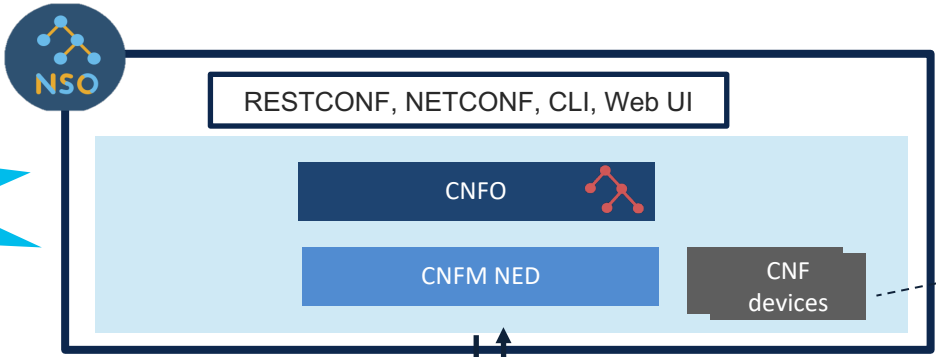 NSO
RESTCONF, NETCONF, CLI, Web UI
CNFO
CNFM NED
CNF
devices